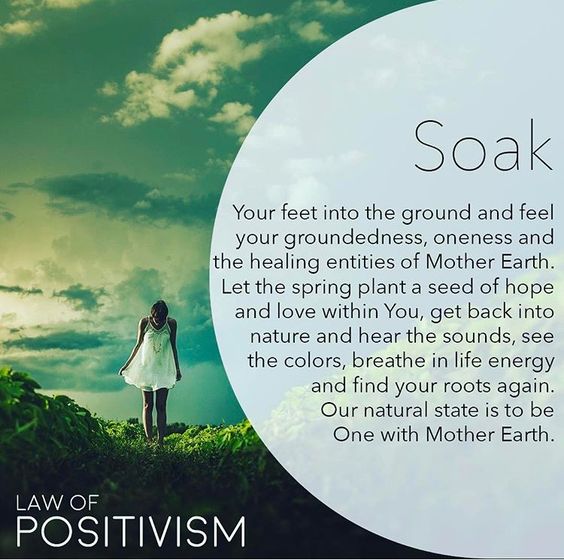 Soak
Your feet into the ground and feel
your groundedness, oneness and
the healing entities of Mother Earth.
Let the spring plant a seed of hope
and love within You, get back into
nature and hear the sounds, see
the colors, breathe in life energy
and find your roots again.
Our natural state is to be
One with Mother Earth.
LAW OF
POSITIVISM